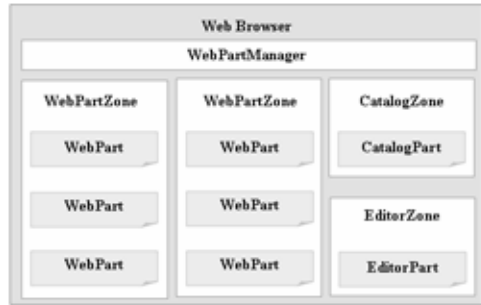 Web Browser
WebPartManager
WebPartZone
WebPart
WebPart
WebPart
WebPartZone
WebPart
WebPart
WebPart
CatalogZone
CatalogPart
EditorZone
EditorPart